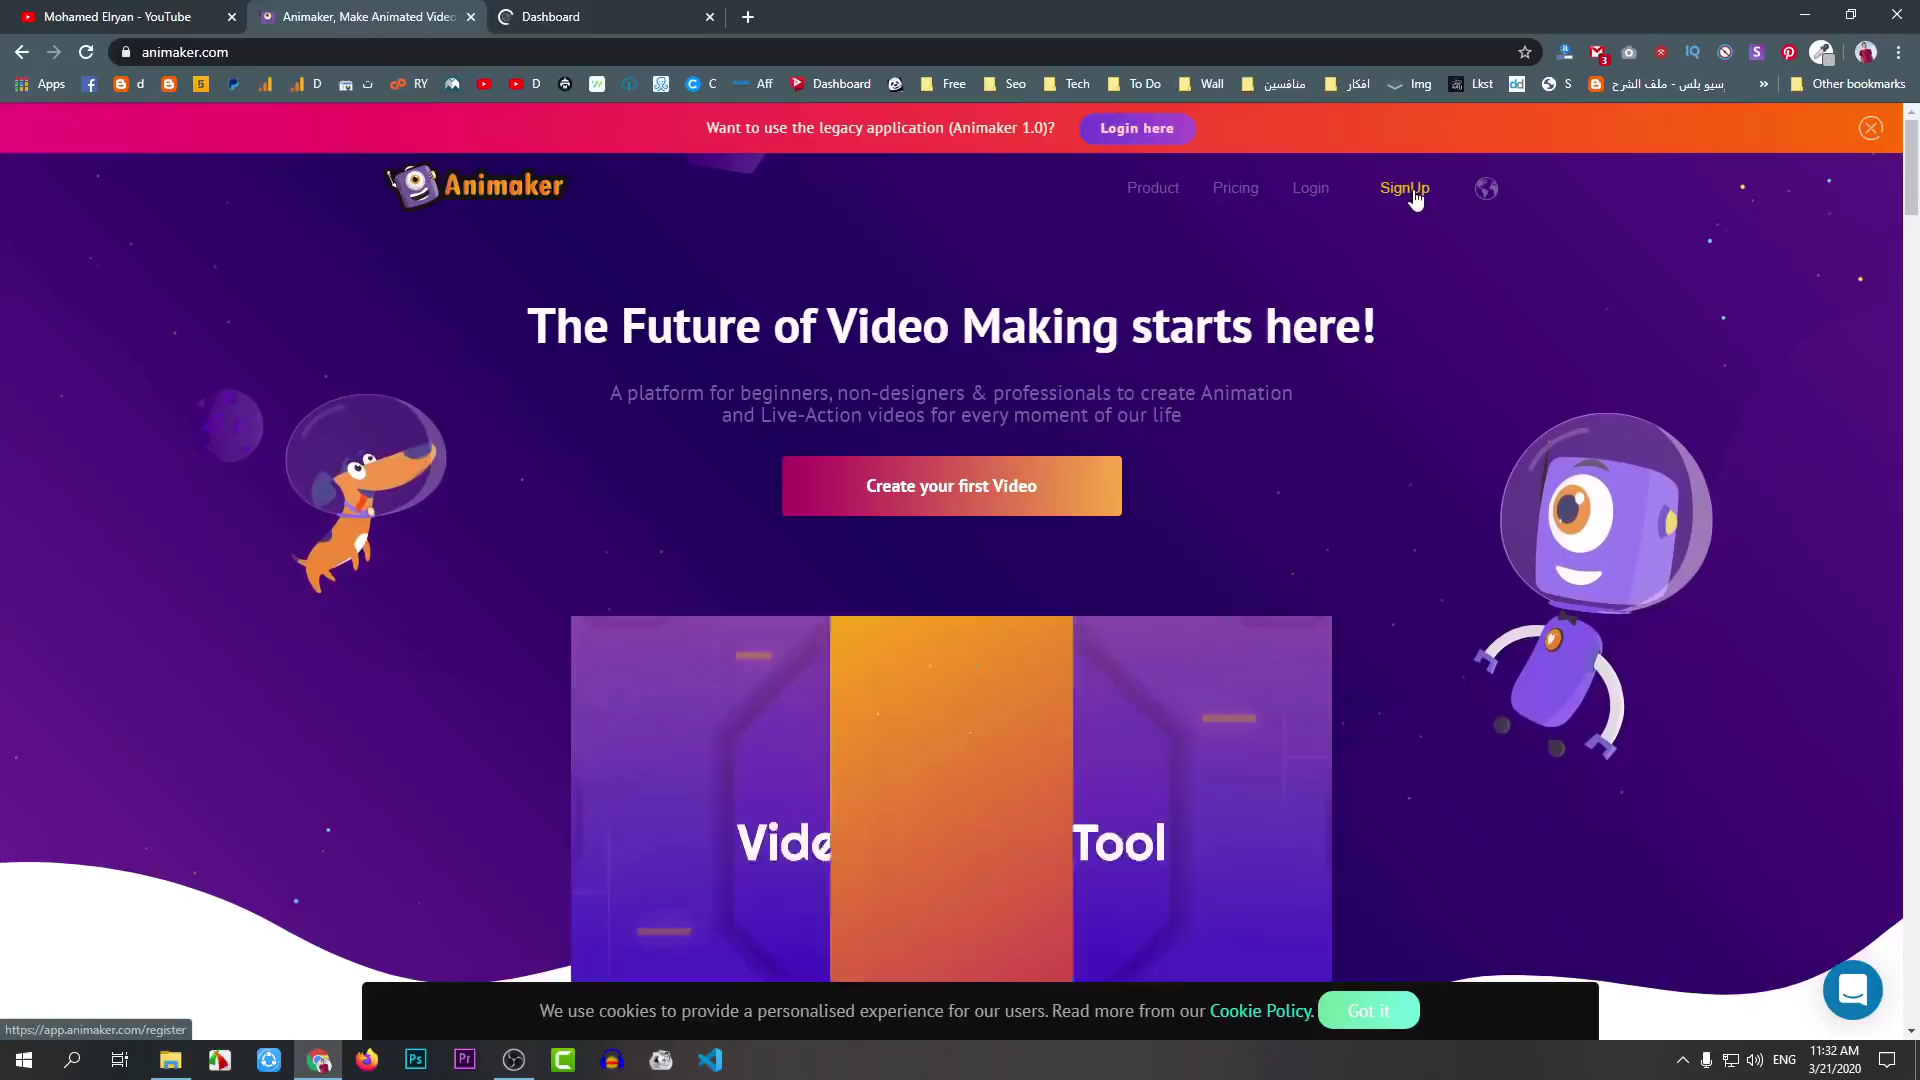 Mohamed Elryan - YouTube
Animaker, Make Animated Video
Dashboard
animaker.com
Apps
d
5
D
ت
RY
D
C
Aff
Dashboard
Free
Seo
Tech
To Do
Wall
منافسين
افكار
Img
Lkst
S
سيو بلس - ملف الشرح
Other bookmarks
Want to use the legacy application (Animaker 1.0)?
Login here
Animaker
Product
Pricing
Login
SignUp
The Future of Video Making starts here!
A platform for beginners, non-designers & professionals to create Animation
and Live-Action videos for every moment of our life
Create your first Video
Vide
Tool
We use cookies to provide a personalised experience for our users. Read more from our Cookie Policy.
Got it
https://app.animaker.com/register
ENG
11:32 AM
3/21/2020